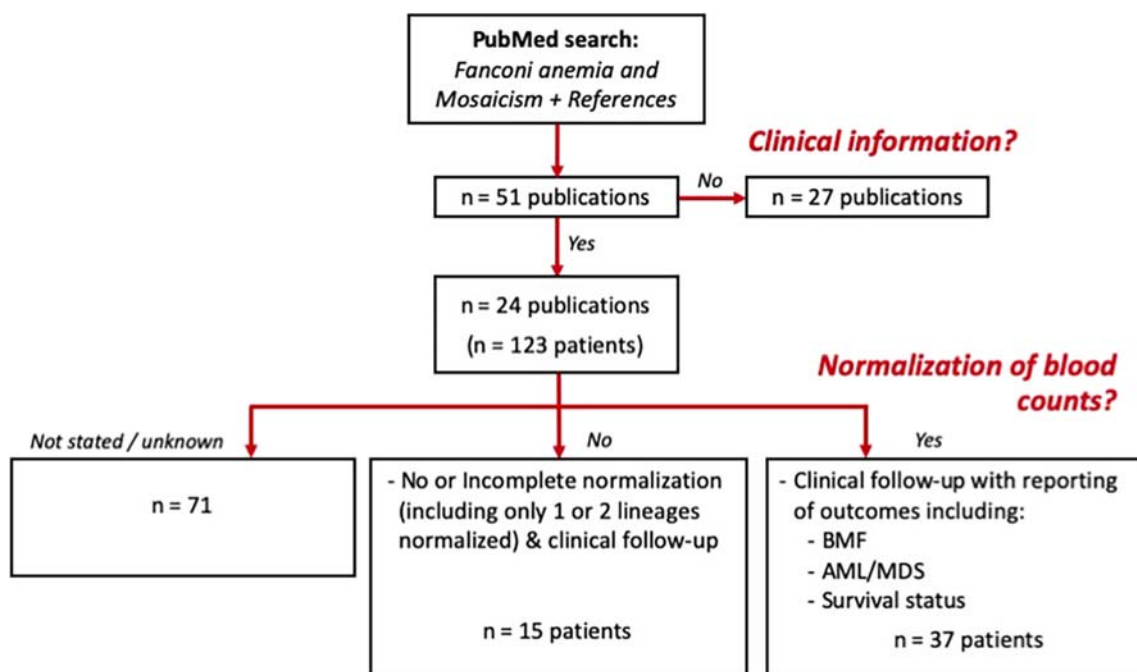 PubMed search:
Fanconi anemia and
Mosaicism + References
Clinical information?
n = 51 publications
No
n = 27 publications
Yes
n = 24 publications
(n = 123 patients)
Normalization of blood
counts?
Not stated / unknown
No
Yes
n = 71
- No or Incomplete normalization
(including only 1 or 2 lineages
normalized) & clinical follow-up
n = 15 patients
- Clinical follow-up with reporting
of outcomes including:
- BMF
- AML/MDS
- Survival status
n = 37 patients